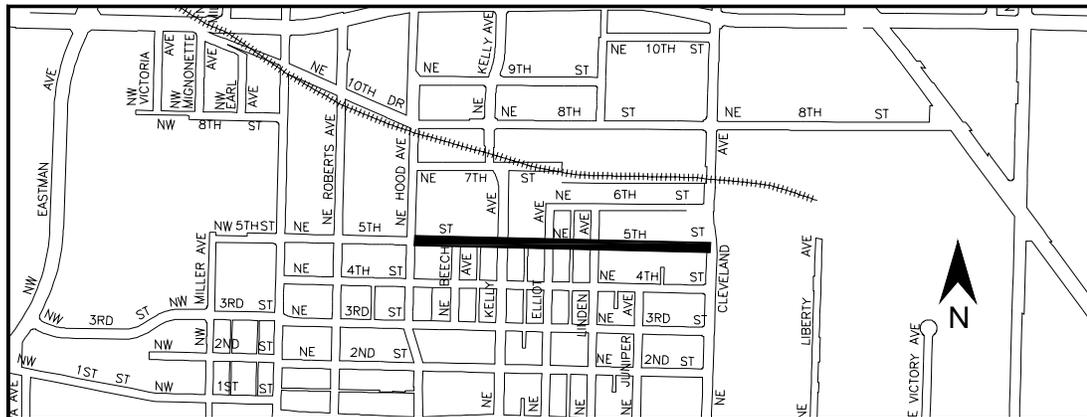 NE 10TH ST
NW VICTORIA AVE
NW MIGNONETTE AVE
NW EARL AVE
NE 10TH DR
KELLY AVE
NE 9TH ST
NE
NE 8TH ST
NE 8TH ST
NW 8TH ST
EASTMAN AVE
NW
NE ROBERTS AVE
NE HOOD AVE
AVE
NE 7TH ST
NE 6TH ST
AVE
AVE
AVE
NW 5TH ST
NE 5TH ST
NE 5TH ST
MILLER AVE
NW
NE 4TH ST
NE BEECH AVE
KELLY
NE
ELLIOT
NE
LINDEN
NE
NE 4TH ST
CLEVELAND
NE
LIBERTY AVE
NE
N
NW 3RD ST NW
3RD ST
NE 3RD ST
NE AVE 3RD ST
E VICTORY AVE
NW 2ND ST
NE 2ND ST
NE 2ND ST
JUNIPER
NE
NW 1ST ST NW
1ST ST
A AVE